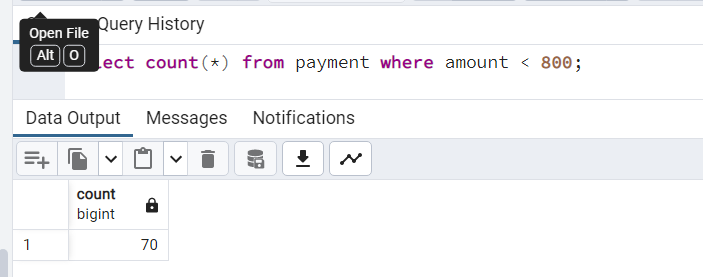 Query History
Open File
Alt O
lect count(*) from payment where amount < 800;
Data Output Messages Notifications
count
bigint
1 70